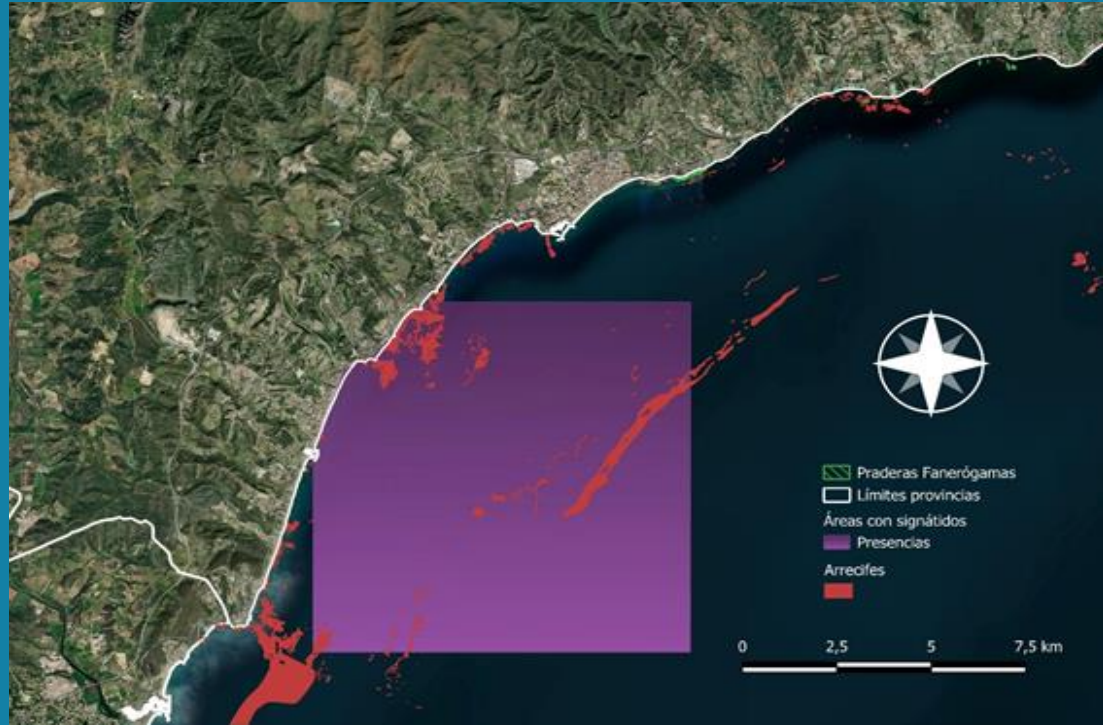 Praderas Fanerógamas
Límites provincias
Áreas con signátidos
Presencias
Arrecifes
0 2,5 5 7,5 km